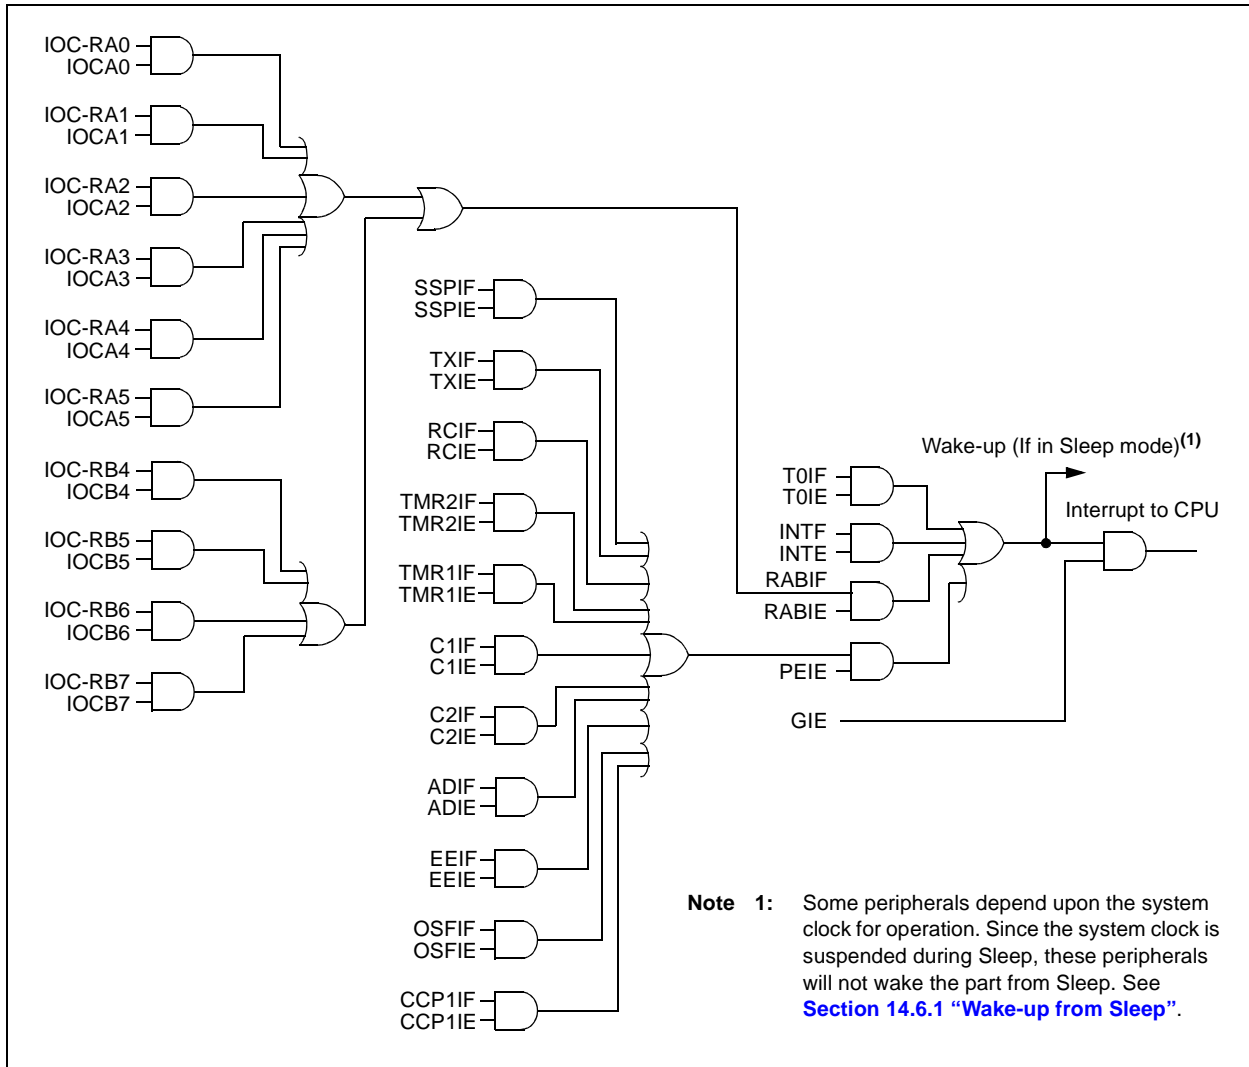 IOC-RA0
IOCA0
IOC-RA1
IOCA1
IOC-RA2
IOCA2
IOC-RA3
IOCA3
IOC-RA4
IOCA4
IOC-RA5
IOCA5
IOC-RB4
IOCB4
IOC-RB5
IOCB5
IOC-RB6
IOCB6
IOC-RB7
IOCB7
SSPIF
SSPIE
TXIF
TXIE
RCIF
RCIE
TMR2IF
TMR2IE
TMR1IF
TMR1IE
C1IF
C1IE
C2IF
C2IE
ADIF
ADIE
EEIF
EEIE
OSFIF
OSFIE
CCP1IF
CCP1IE
T0IF
T0IE
INTF
INTE
RABIF
RABIE
PEIE
GIE
Wake-up (If in Sleep mode)(1)
Interrupt to CPU
Note 1: Some peripherals depend upon the system
clock for operation. Since the system clock is
suspended during Sleep, these peripherals
will not wake the part from Sleep. See
Section 14.6.1 “Wake-up from Sleep”.